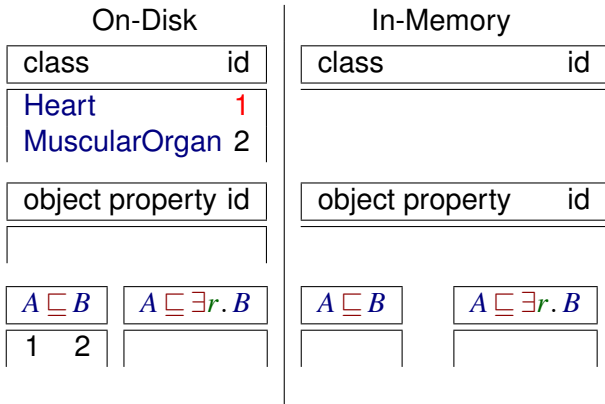 On-Disk In-Memory
class id class id
Heart 1
MuscularOrgan 2
object property id object property id
A ⊑ B A ⊑ ∃r. B A ⊑ B A ⊑ ∃r. B
1 2